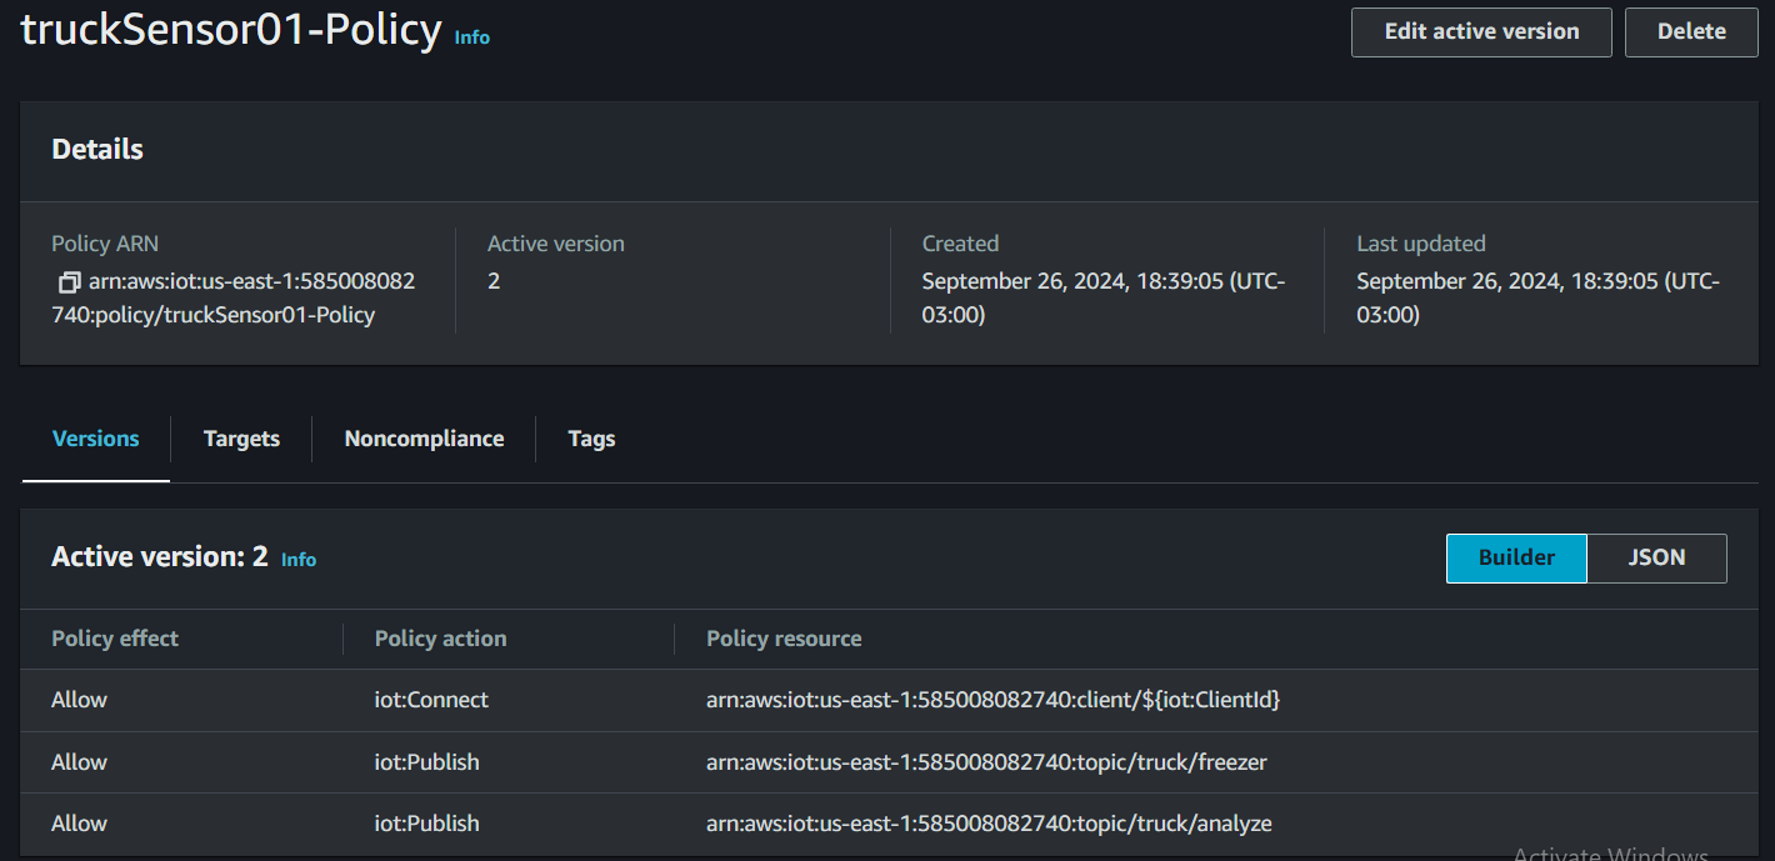 truckSensor01-Policy Info
Edit active version
Delete
Details
Policy ARN
arn:aws:iot:us-east-1:585008082
740:policy/truckSensor01-Policy
Active version
2
Created
September 26, 2024, 18:39:05 (UTC-
03:00)
Last updated
September 26, 2024, 18:39:05 (UTC-
03:00)
Versions
Targets
Noncompliance
Tags
Active version: 2 Info
Builder
JSON
Policy effect Policy action Policy resource
Allow iot:Connect arn:aws:iot:us-east-1:585008082740:client/${iot:ClientId}
Allow iot:Publish arn:aws:iot:us-east-1:585008082740:topic/truck/freezer
Allow iot:Publish arn:aws:iot:us-east-1:585008082740:topic/truck/analyze
Activate Windows